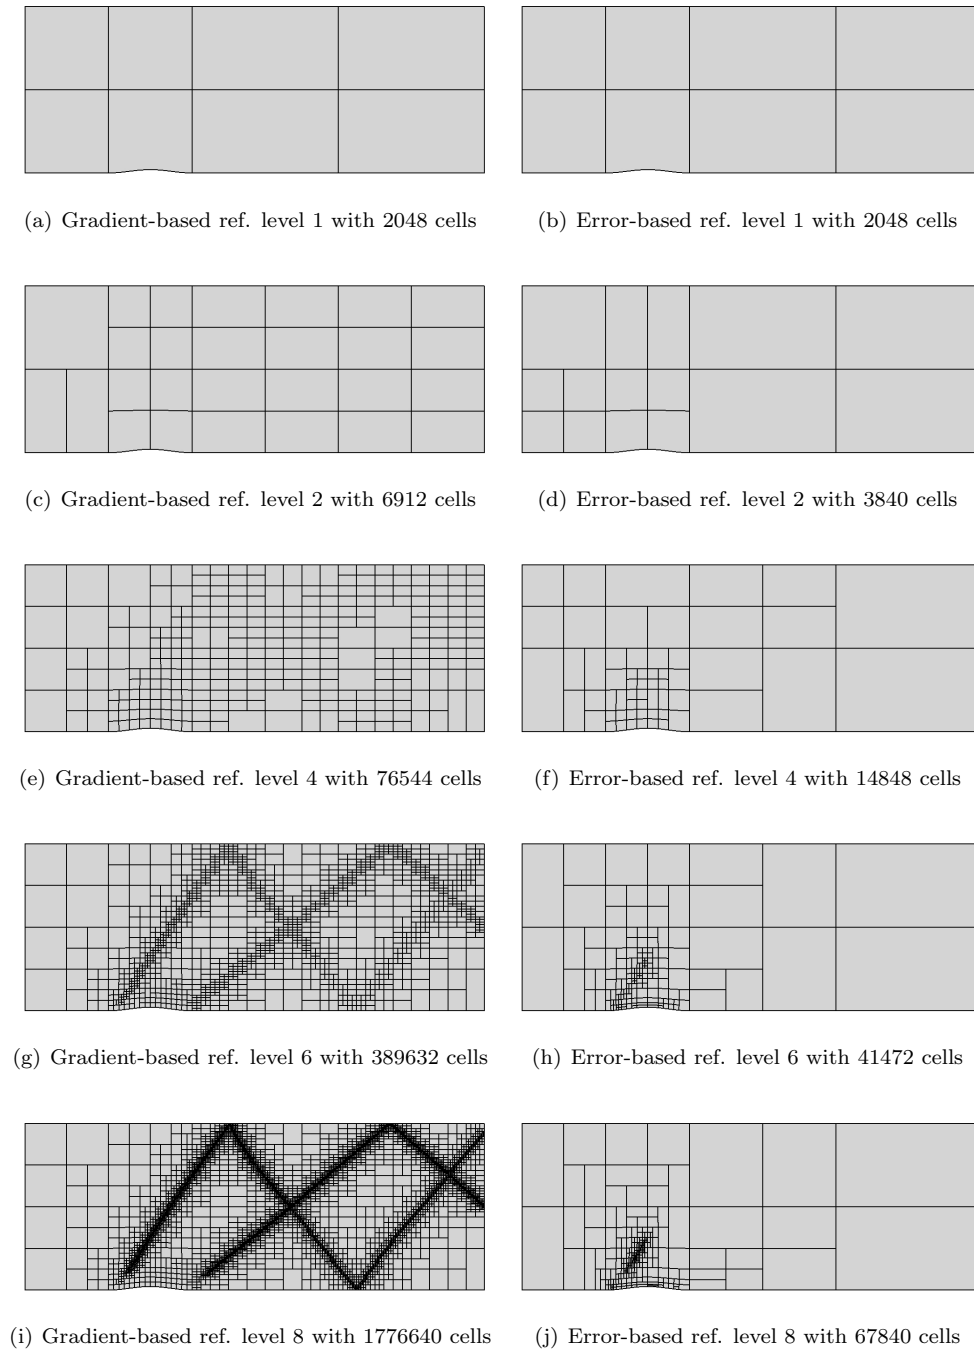 (a) Gradient-based ref. level 1 with 2048 cells
(b) Error-based ref. level 1 with 2048 cells
(c) Gradient-based ref. level 2 with 6912 cells
(d) Error-based ref. level 2 with 3840 cells
(e) Gradient-based ref. level 4 with 76544 cells
(f) Error-based ref. level 4 with 14848 cells
(g) Gradient-based ref. level 6 with 389632 cells
(h) Error-based ref. level 6 with 41472 cells
(i) Gradient-based ref. level 8 with 1776640 cells
(j) Error-based ref. level 8 with 67840 cells